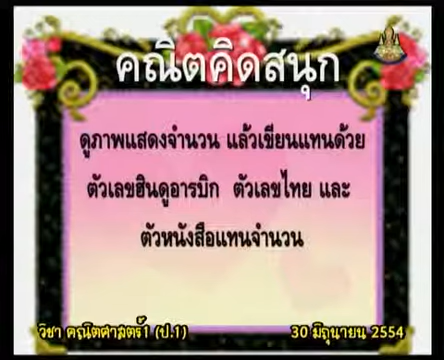 คณิตคิดสนุก
ดูภาพแสดงจำนวน แล้วเขียนแทนด้วย
ตัวเลขฮินดูอารบิก ตัวเลขไทย และ
ตัวหนังสือแทนจำนวน
วิชา คณิตศาสตร์1 (ป.1) 30 มิถุนายน 2554